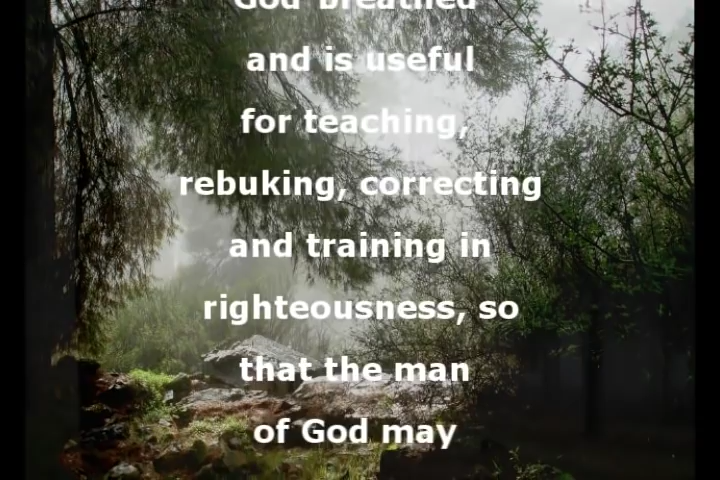 God-breathed
and is useful
for teaching,
rebuking, correcting
and training in
righteousness, so
that the man
of God may